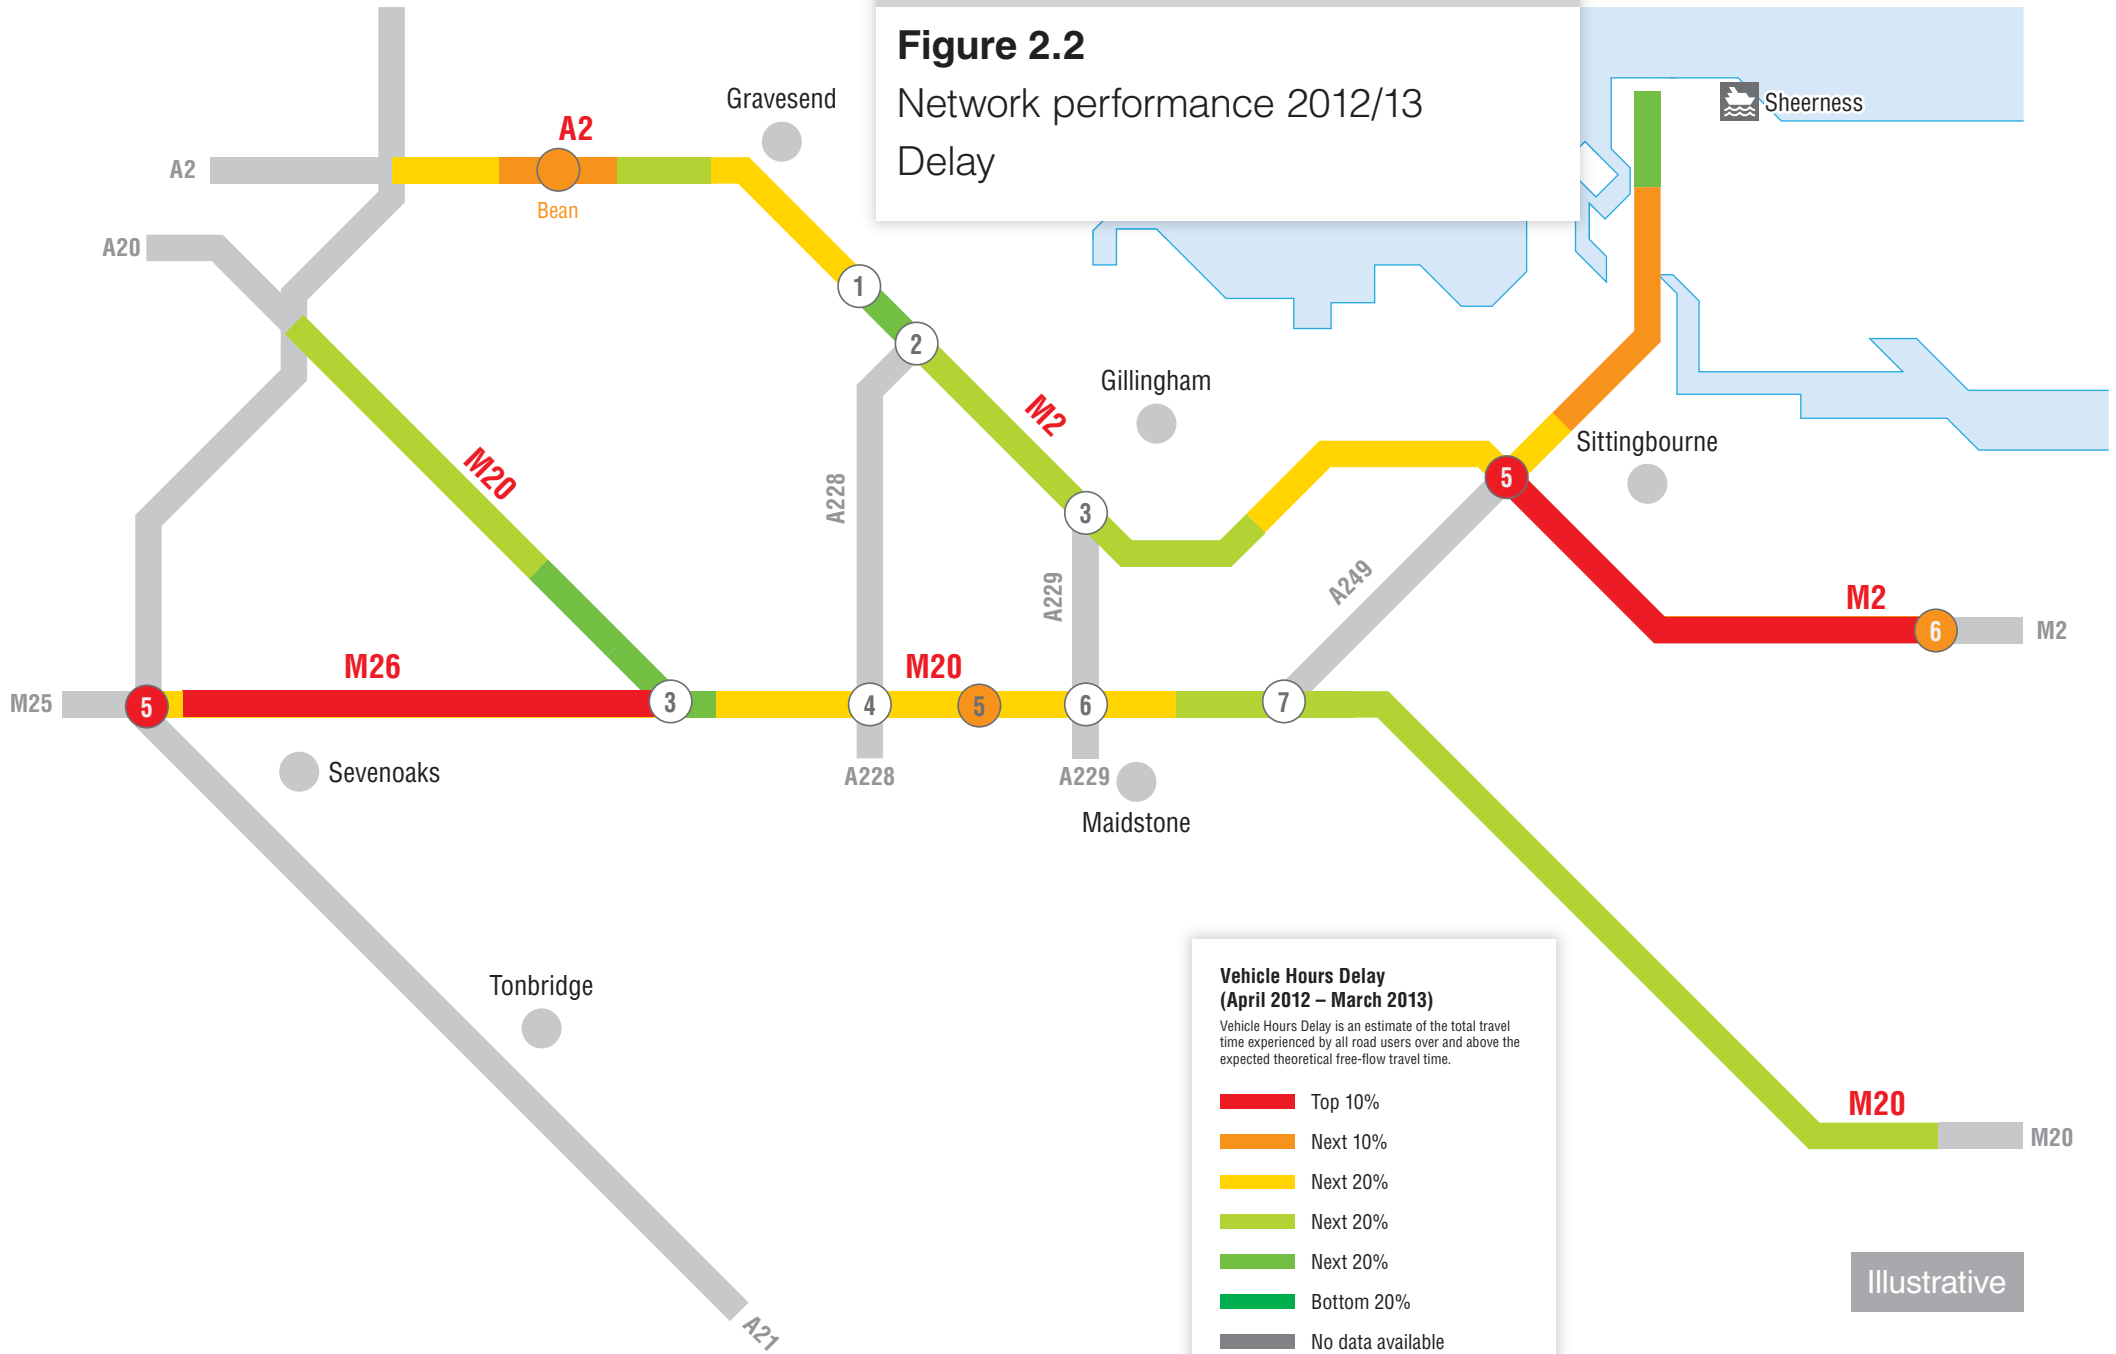 Figure 2.2
Network performance 2012/13
Delay
Gravesend
Sheerness
A2
A2
Bean
A20
1
2
Gillingham
M2
M20
A228
Sittingbourne
5
3
A229
A249
M2
6
M2
M26
M20
M25
5
3
4
5
6
7
Sevenoaks
A228
A229
Maidstone
Tonbridge
M20
M20
A21
Vehicle Hours Delay
(April 2012 – March 2013)
Vehicle Hours Delay is an estimate of the total travel
time experienced by all road users over and above the
expected theoretical free-flow travel time.
Top 10%
Next 10%
Next 20%
Next 20%
Next 20%
Bottom 20%
No data available
Illustrative